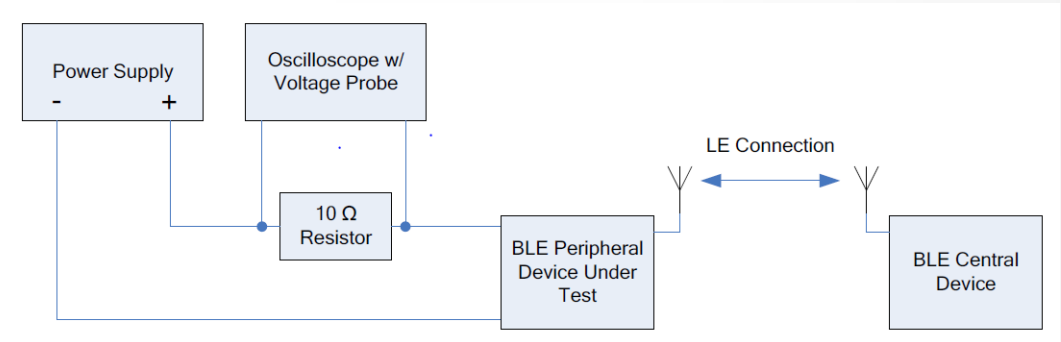 Power Supply
- +
Oscilloscope w/
Voltage Probe
10 Ω
Resistor
LE Connection
BLE Peripheral
Device Under
Test
BLE Central
Device